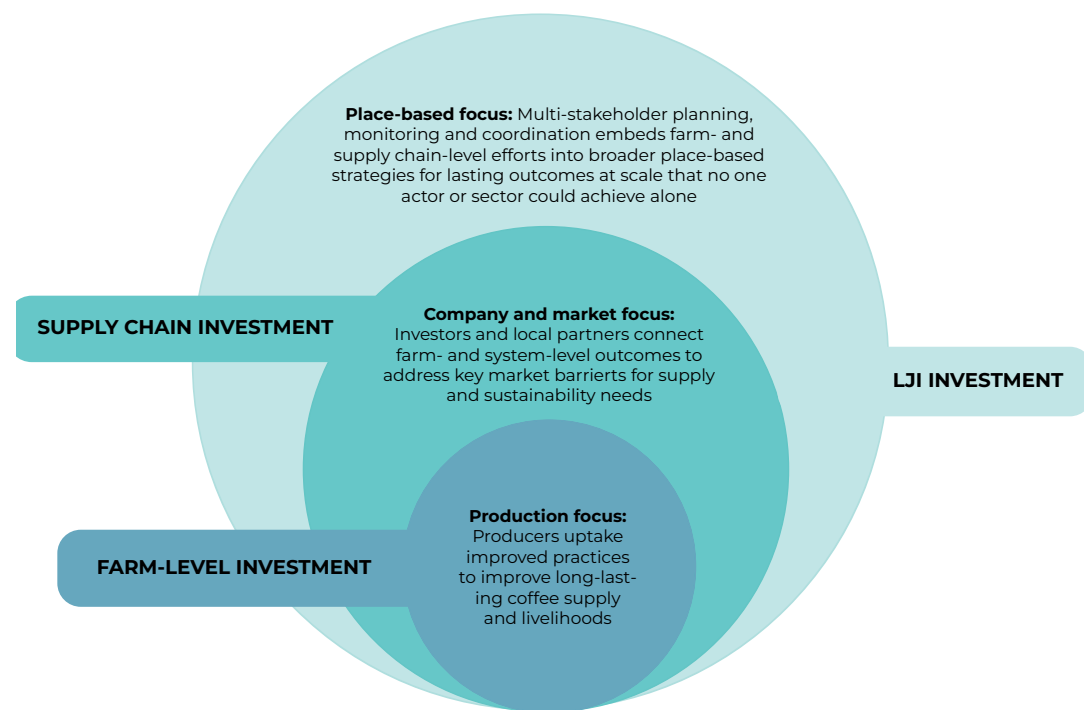 Place-based focus: Multi-stakeholder planning,
monitoring and coordination embeds farm- and
supply chain-level efforts into broader place-based
strategies for lasting outcomes at scale that no one
actor or sector could achieve alone
SUPPLY CHAIN INVESTMENT
Company and market focus:
Investors and local partners connect
farm- and system-level outcomes to
address key market barrierts for supply
and sustainability needs
LJI INVESTMENT
FARM-LEVEL INVESTMENT
Production focus:
Producers uptake
improved practices
to improve long-last-
ing coffee supply
and livelihoods